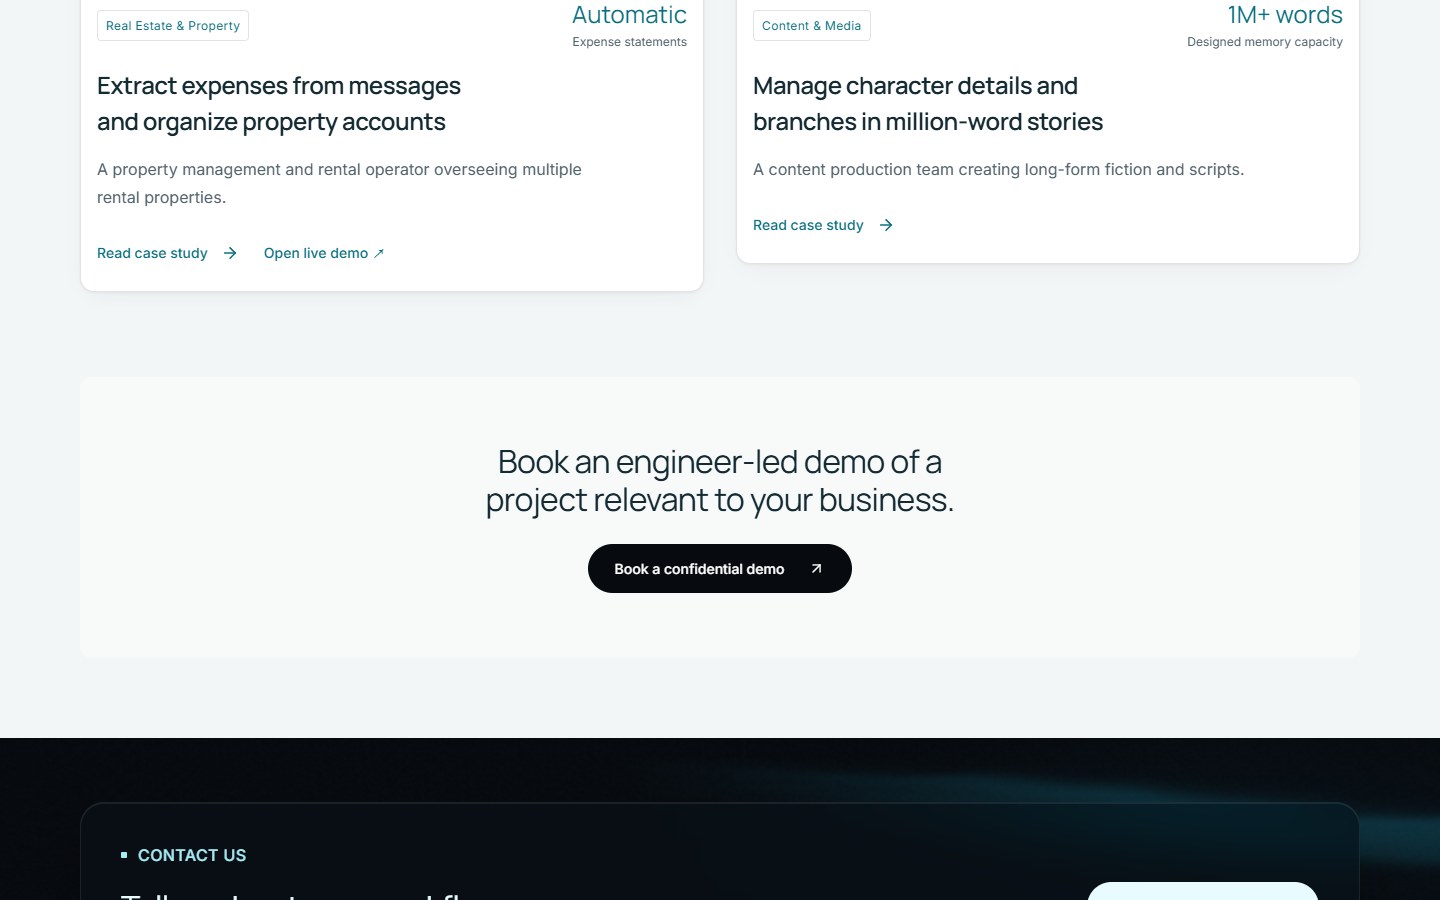 Real Estate & Property
Automatic
Expense statements
Extract expenses from messages
and organize property accounts
A property management and rental operator overseeing multiple
rental properties.
Read case study →
Open live demo ↗
Content & Media
1M+ words
Designed memory capacity
Manage character details and
branches in million-word stories
A content production team creating long-form fiction and scripts.
Read case study →
Book an engineer-led demo of a
project relevant to your business.
Book a confidential demo ↗
CONTACT US